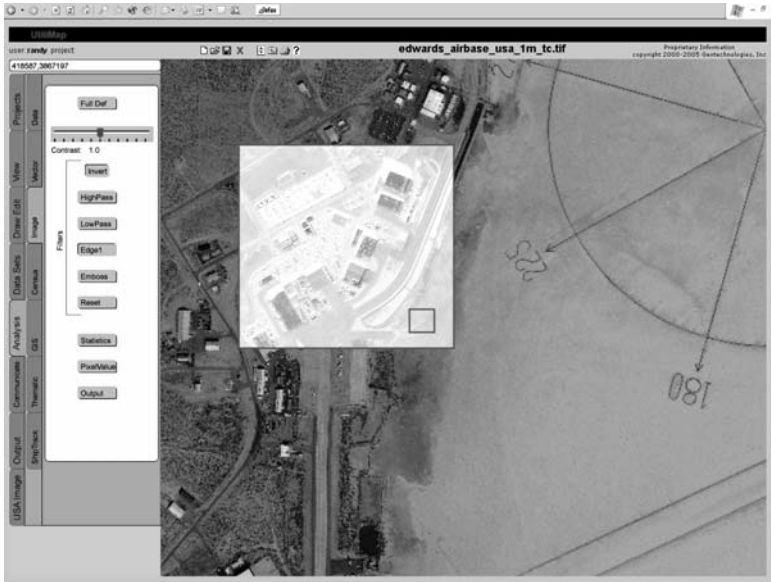 UtiliMap
user randy project
edwards_airbase_usa_1m_tc.tif
Proprietary Information
copyright 2000-2005 Geotechnologies, Inc
418587,3867197
Projects
View
Draw Edit
Data Sets
Analysis
Communicate
Output
USA Image
Data
Vector
Image
Census
GIS
Thematic
ShipTrack
Full Def
Contrast: 1.0
Filters
Invert
HighPass
LowPass
Edge1
Emboss
Reset
Statistics
PixelValue
Output
225
180